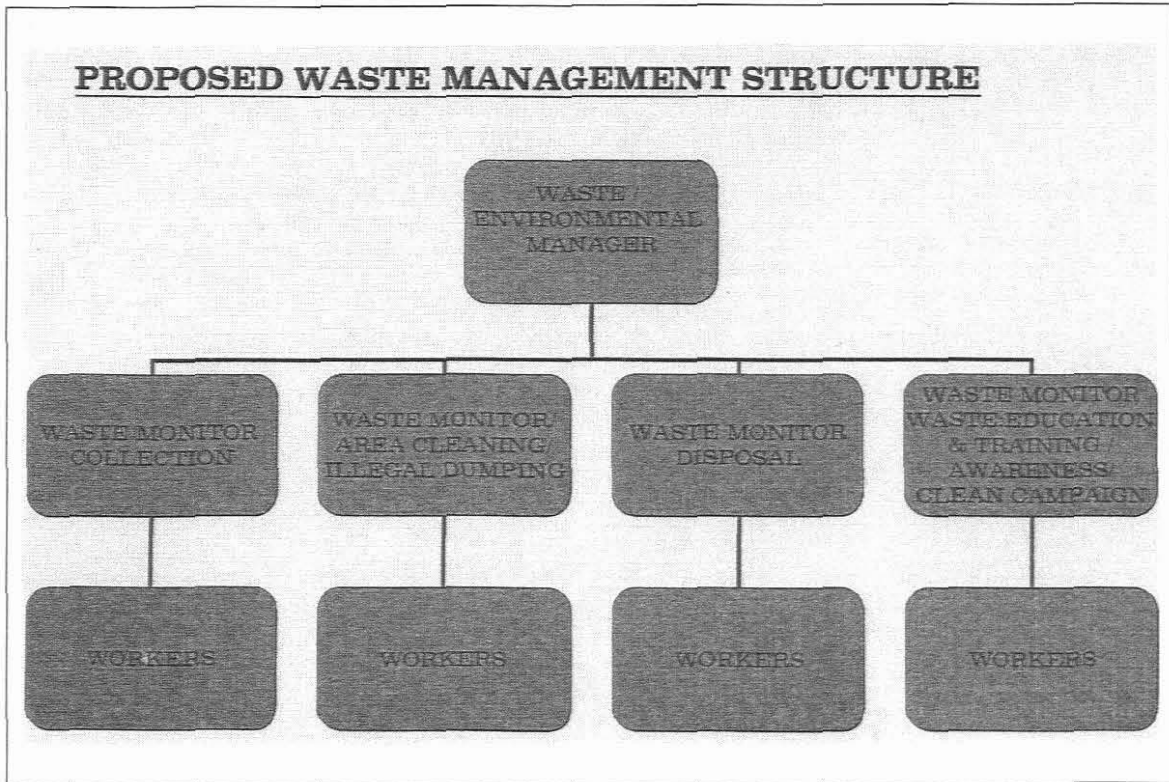 PROPOSED WASTE MANAGEMENT STRUCTURE
WASTE /
ENVIRONMENTAL
MANAGER
WASTE MONITOR
COLLECTION
WASTE MONITOR
AREA CLEANING/
ILLEGAL DUMPING
WASTE MONITOR
DISPOSAL
WASTE MONITOR
WASTE EDUCATION
& TRAINING
AWARENESS/
CLEAN CAMPAIGN
WORKERS
WORKERS
WORKERS
WORKERS